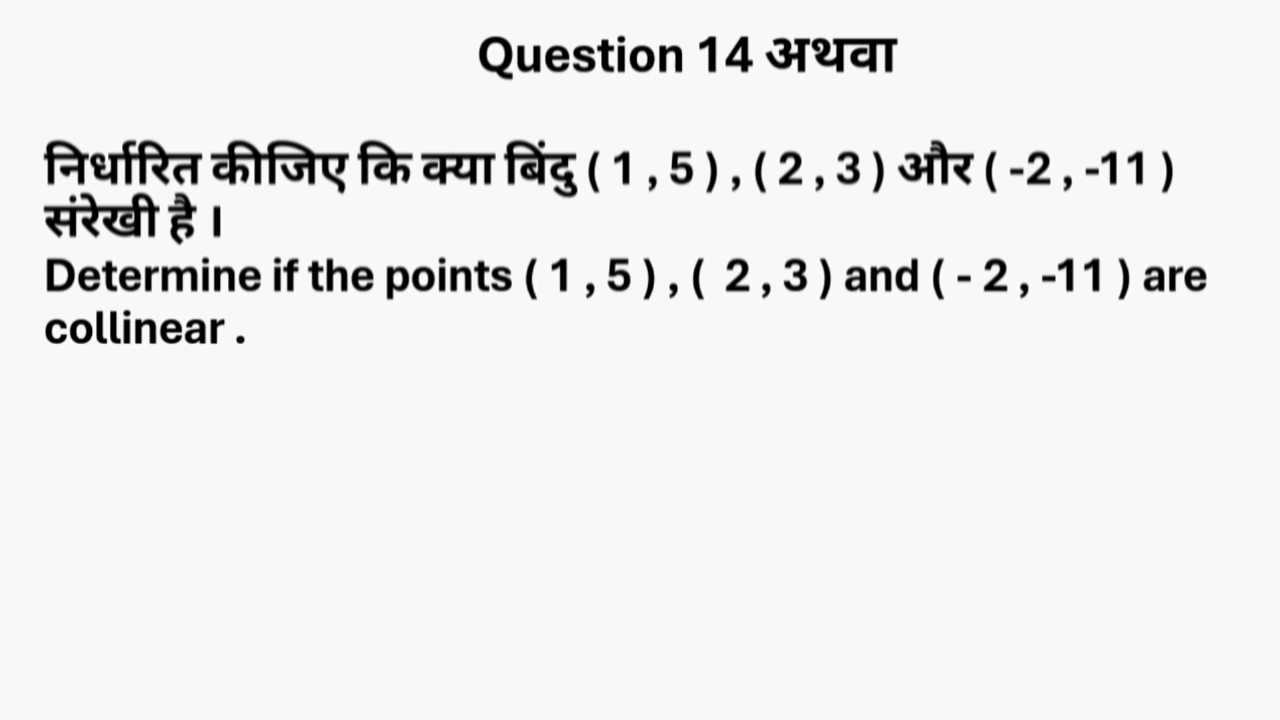 Question 14 अथवा
निर्धारित कीजिए कि क्या बिंदु ( 1 , 5 ) , ( 2 , 3 ) और ( -2 , -11 )
संरेखी है ।
Determine if the points ( 1 , 5 ) , (  2 , 3 ) and ( - 2 , -11 ) are
collinear .